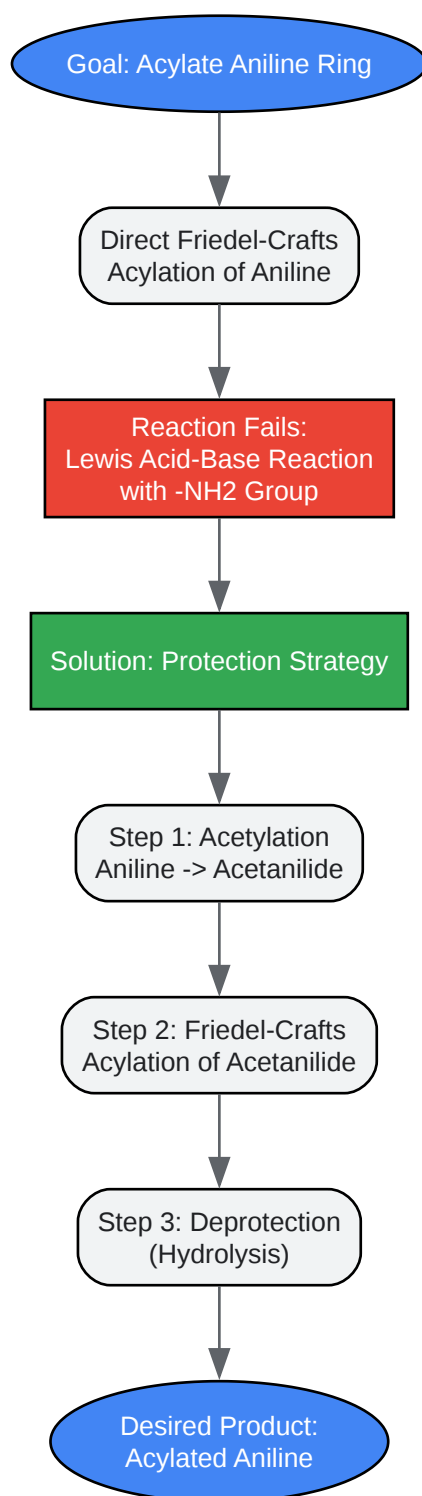 Goal: Acylate Aniline Ring
Direct Friedel-Crafts
Acylation of Aniline
Reaction Fails:
Lewis Acid-Base Reaction
with -NH2 Group
Solution: Protection Strategy
Step 1: Acetylation
Aniline -> Acetanilide
Step 2: Friedel-Crafts
Acylation of Acetanilide
Step 3: Deprotection
(Hydrolysis)
Desired Product:
Acylated Aniline